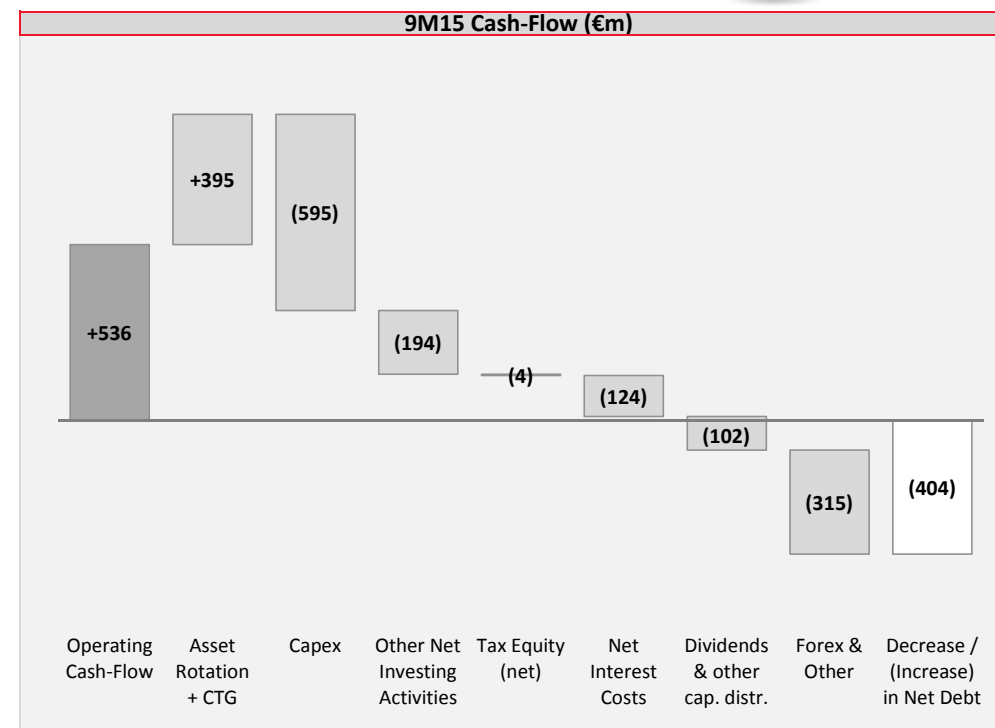 9M15 Cash-Flow (€m)
+536
+395
(595)
(194)
(4)
(124)
(102)
(315)
(404)
Operating
Cash-Flow
Asset
Rotation
+ CTG
Capex
Other Net
Investing
Activities
Tax Equity
(net)
Net
Interest
Costs
Dividends
& other
cap. distr.
Forex &
Other
Decrease /
(Increase)
in Net Debt